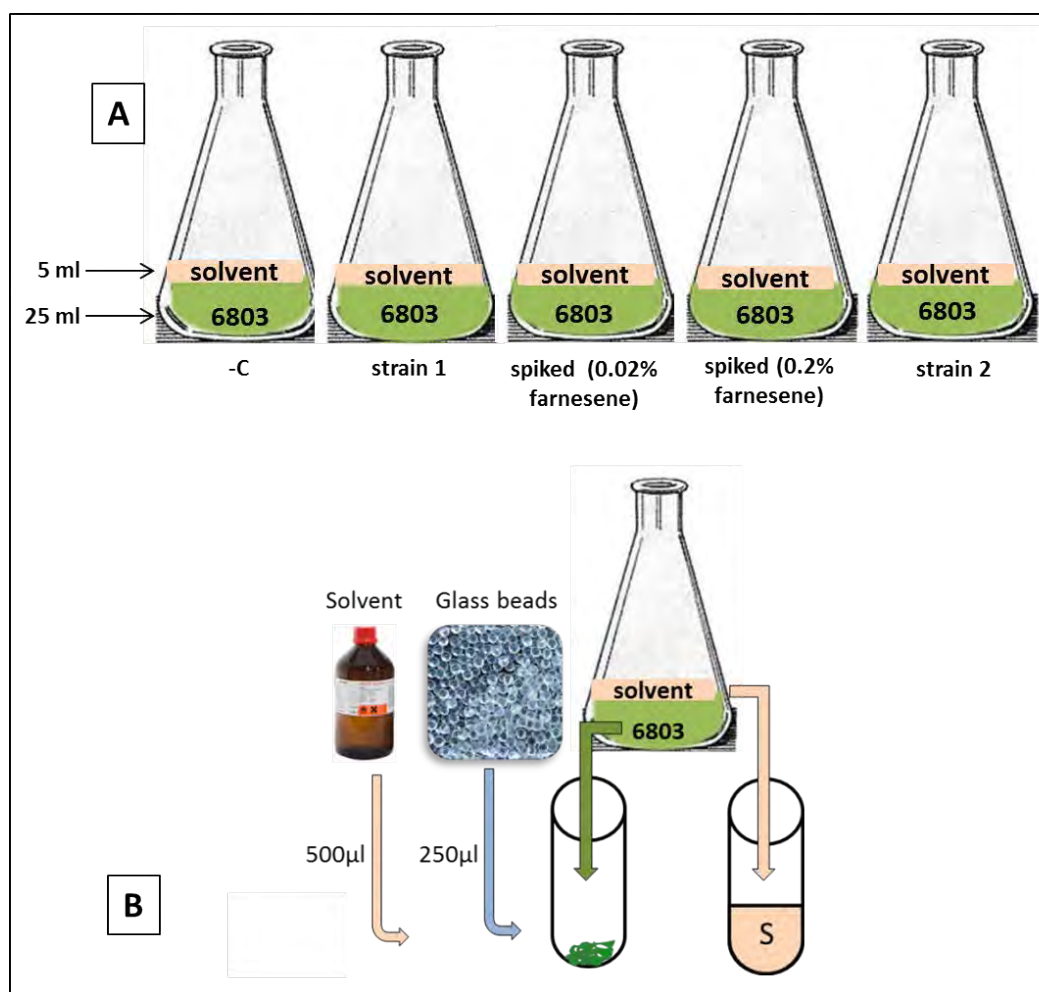 A
solvent solvent solvent solvent solvent
5 ml
6803 6803 6803 6803 6803
25 ml
-C strain 1 spiked (0.02% farnesene) spiked (0.2% farnesene) strain 2
Solvent Glass beads
solvent
6803
500µl 250µl
B
S